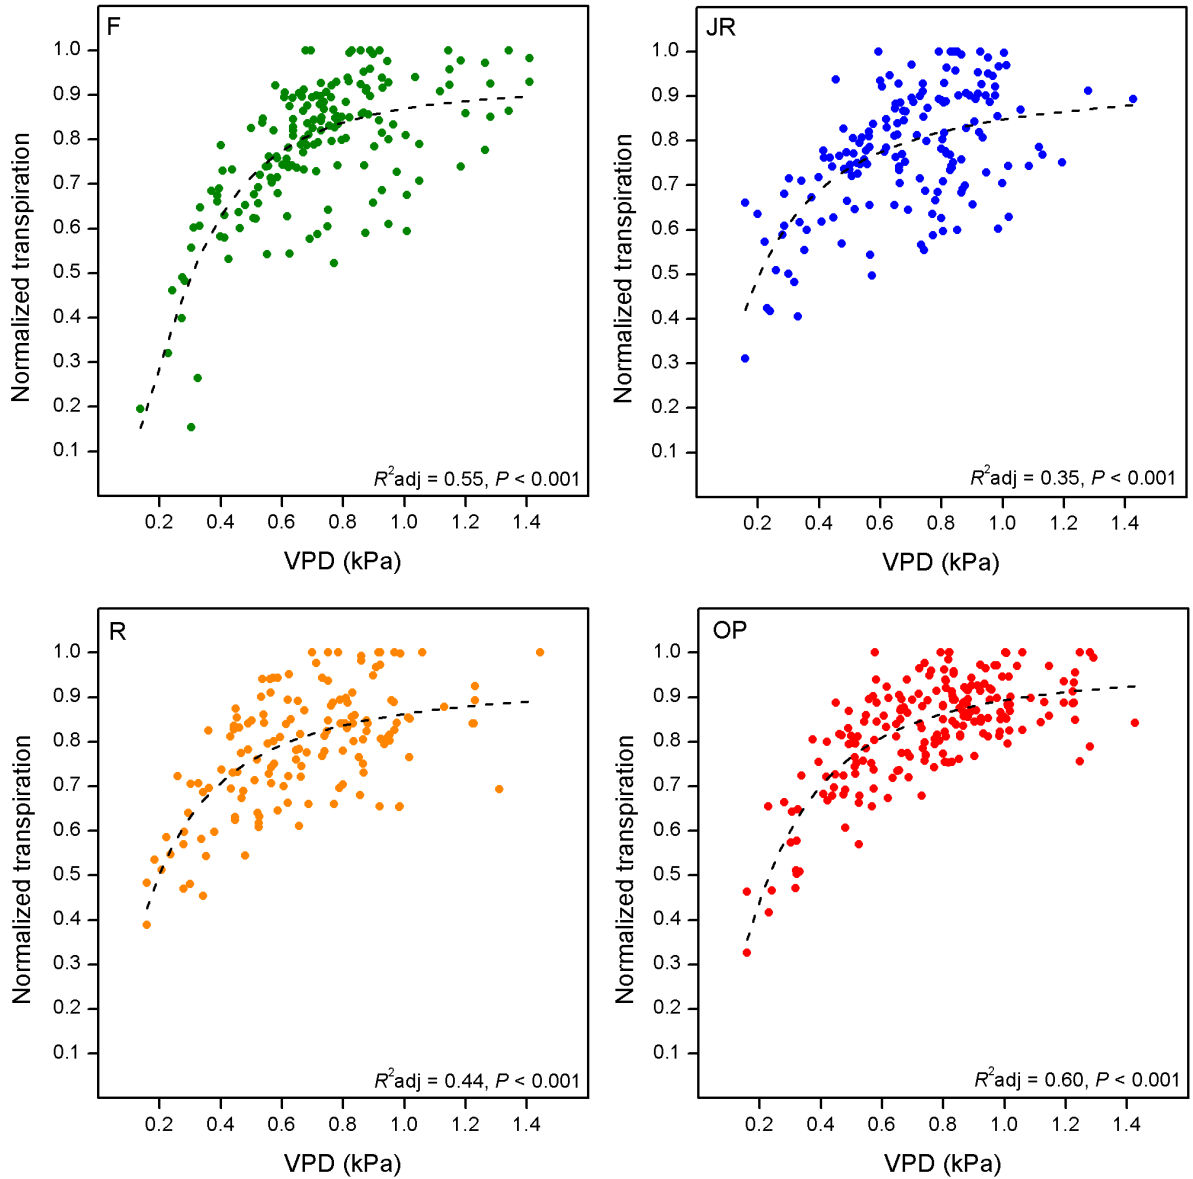 F
1.0
0.9
0.8
0.7
0.6
0.5
0.4
0.3
0.2
0.1
Normalized transpiration
R²adj = 0.55, P < 0.001
0.2 0.4 0.6 0.8 1.0 1.2 1.4
VPD (kPa)
JR
1.0
0.9
0.8
0.7
0.6
0.5
0.4
0.3
0.2
0.1
Normalized transpiration
R²adj = 0.35, P < 0.001
0.2 0.4 0.6 0.8 1.0 1.2 1.4
VPD (kPa)
R
1.0
0.9
0.8
0.7
0.6
0.5
0.4
0.3
0.2
0.1
Normalized transpiration
R²adj = 0.44, P < 0.001
0.2 0.4 0.6 0.8 1.0 1.2 1.4
VPD (kPa)
OP
1.0
0.9
0.8
0.7
0.6
0.5
0.4
0.3
0.2
0.1
Normalized transpiration
R²adj = 0.60, P < 0.001
0.2 0.4 0.6 0.8 1.0 1.2 1.4
VPD (kPa)